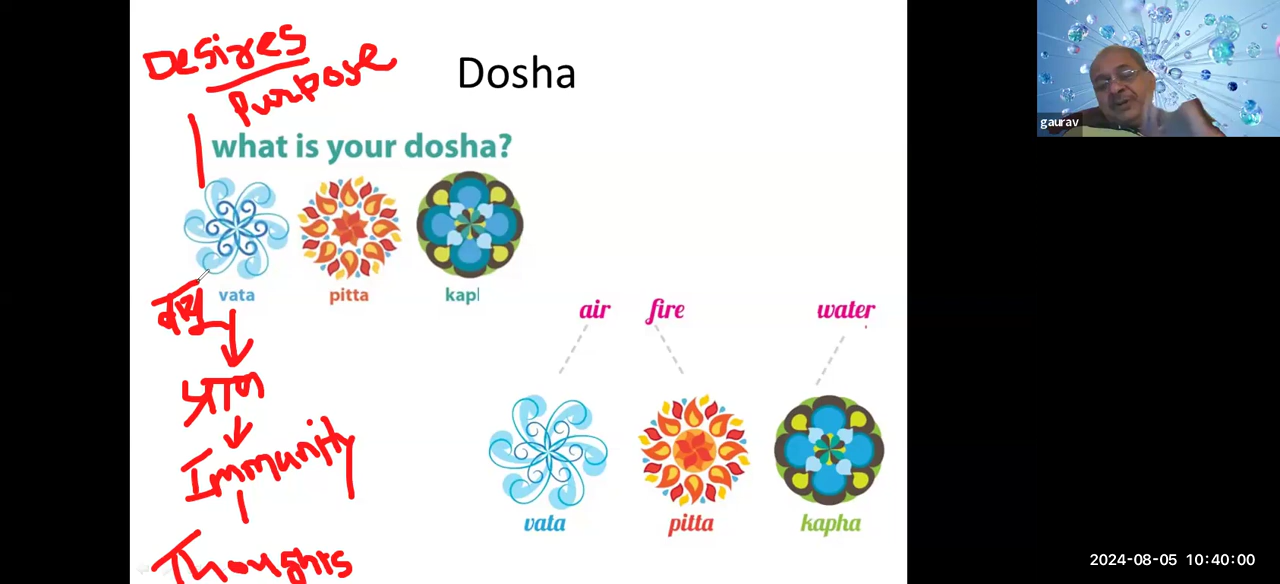 Desires
Purpose
Dosha
gaurav
what is your dosha?
vata pitta kapl
वायु
air fire water
प्राण
Immunity
vata pitta kapha
Thoughts
2024-08-05 10:40:00